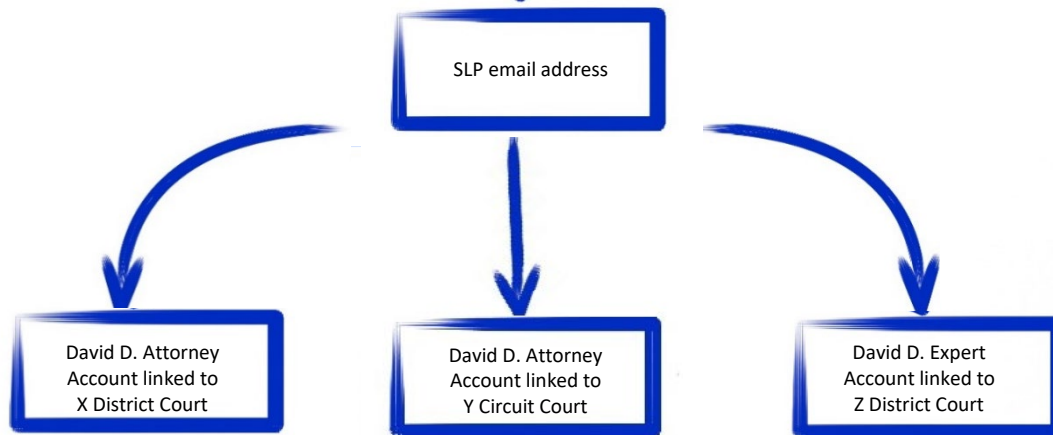 SLP email address
David D. Attorney
Account linked to
X District Court
David D. Attorney
Account linked to
Y Circuit Court
David D. Expert
Account linked to
Z District Court